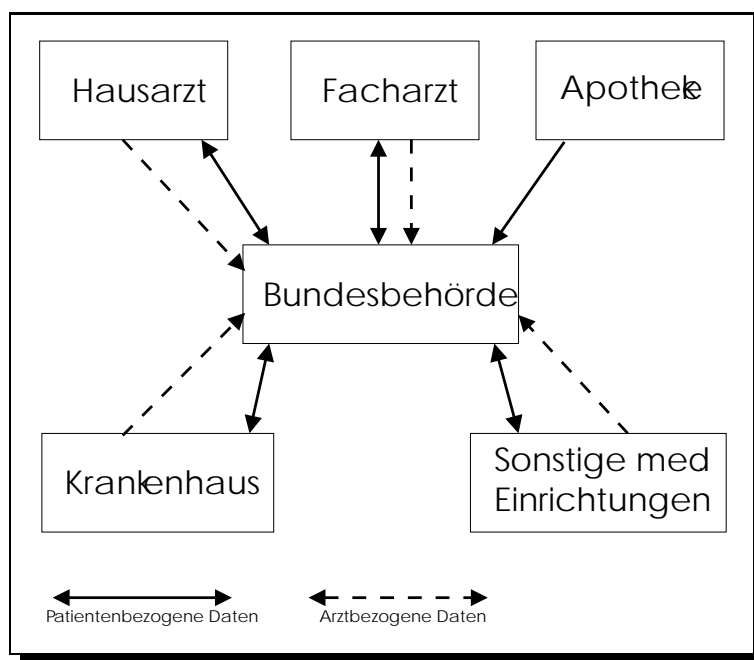 Hausarzt
Facharzt
Apotheke
Bundesbehörde
Krankenhaus
Sonstige med
Einrichtungen
Patientenbezogene Daten
Arztbezogene Daten